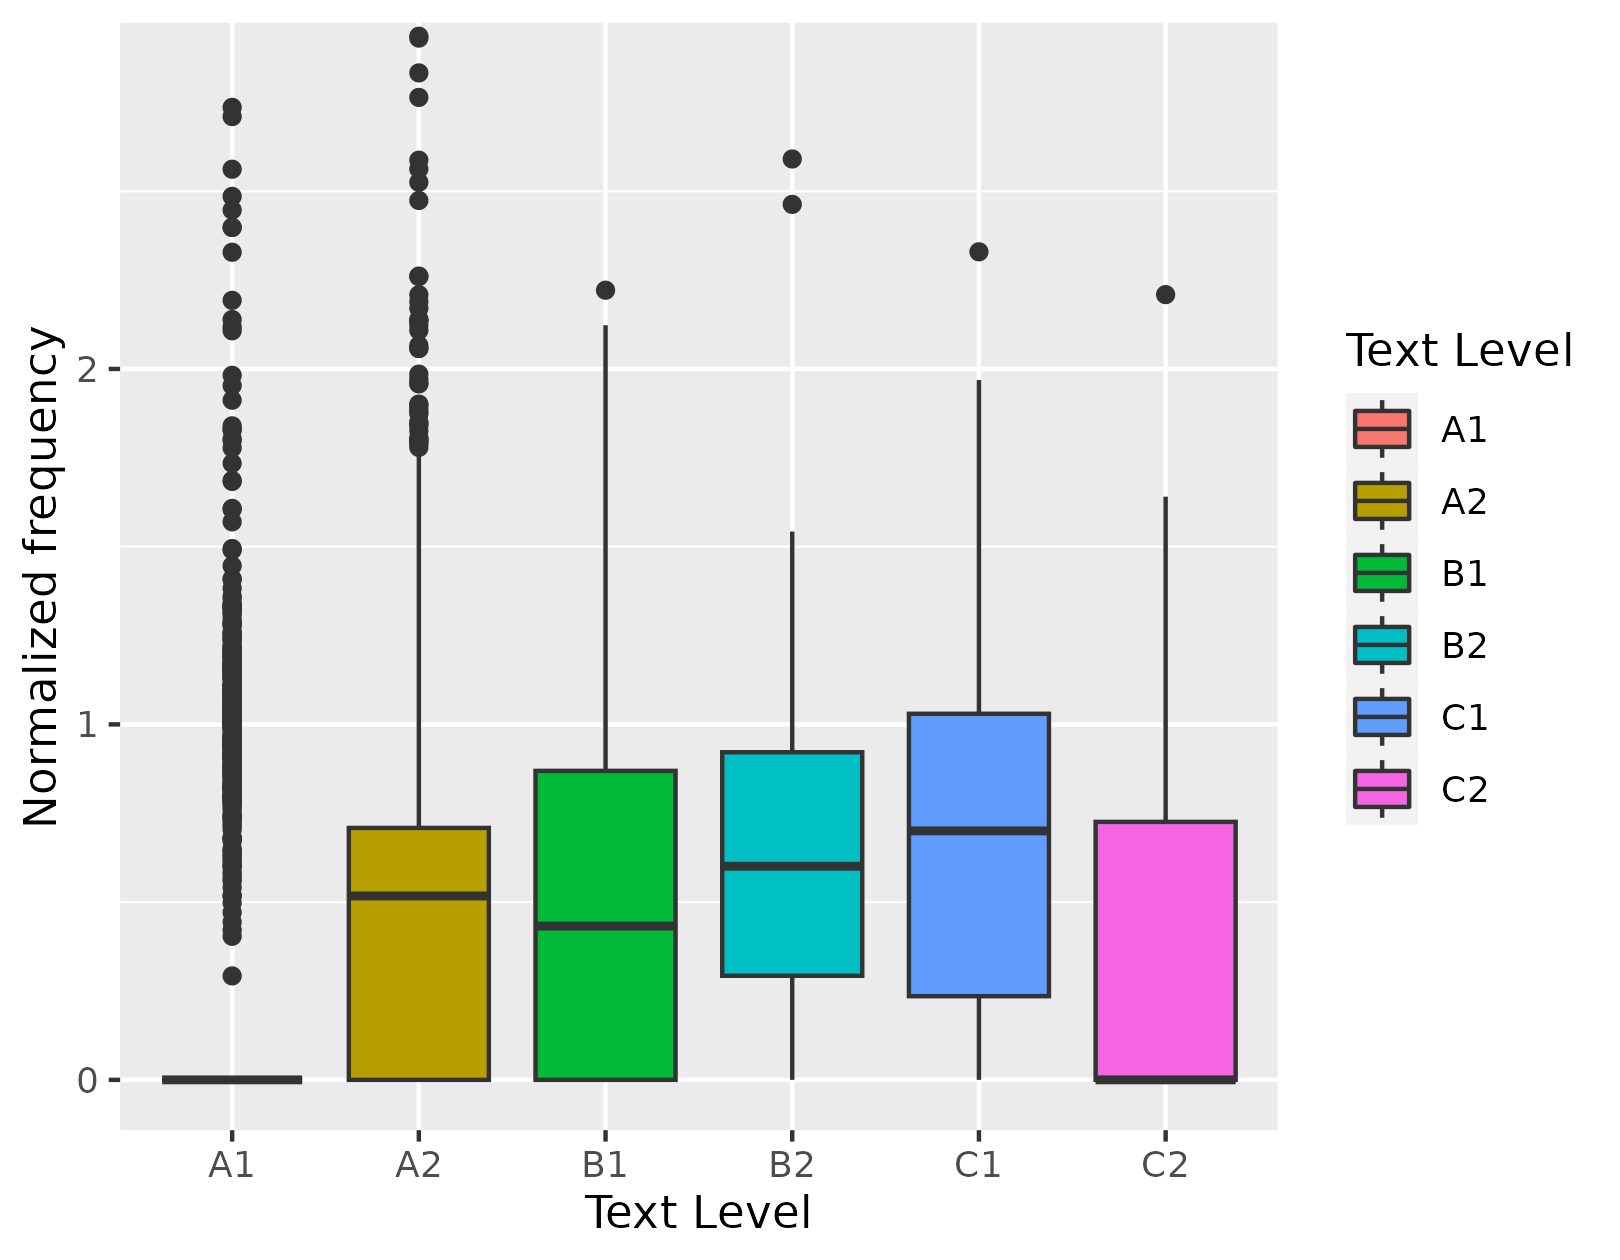 Normalized frequency
2
1
0
A1 A2 B1 B2 C1 C2
Text Level
Text Level
A1
A2
B1
B2
C1
C2